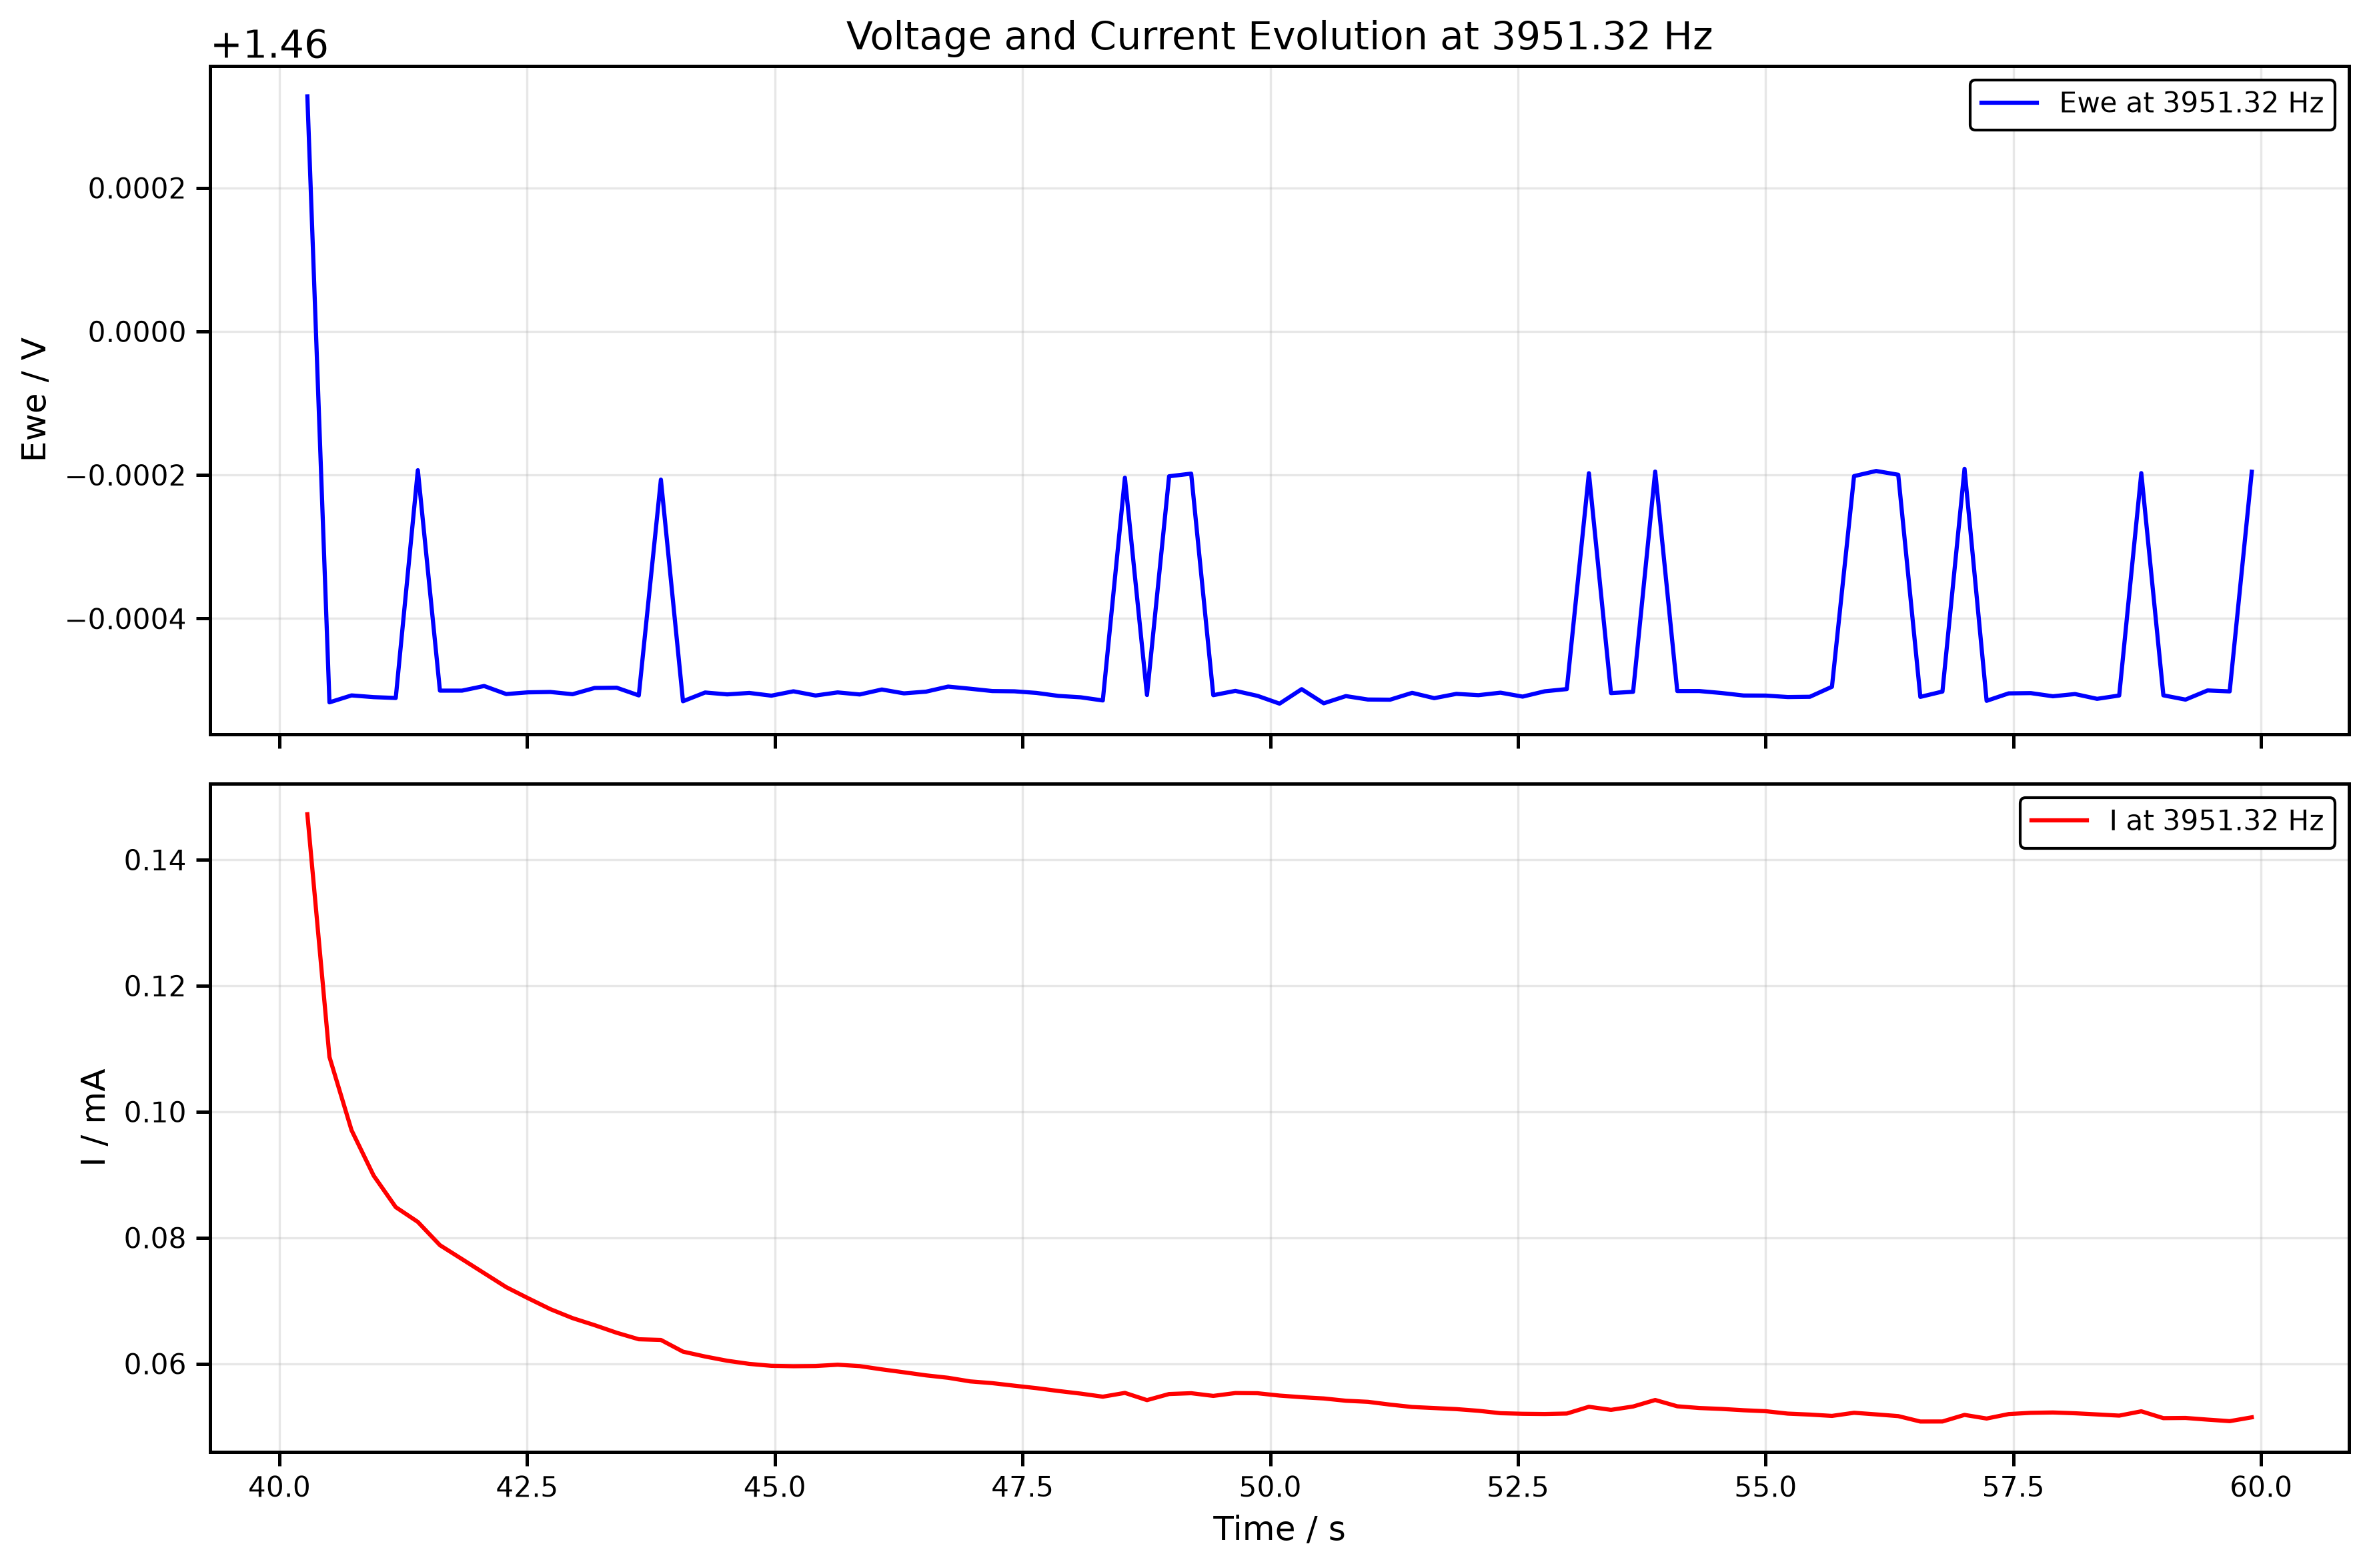 Voltage and Current Evolution at 3951.32 Hz
+1.46
Ewe at 3951.32 Hz
0.0002
0.0000
−0.0002
−0.0004
Ewe / V
I at 3951.32 Hz
0.14
0.12
0.10
0.08
0.06
I / mA
40.0 42.5 45.0 47.5 50.0 52.5 55.0 57.5 60.0
Time / s